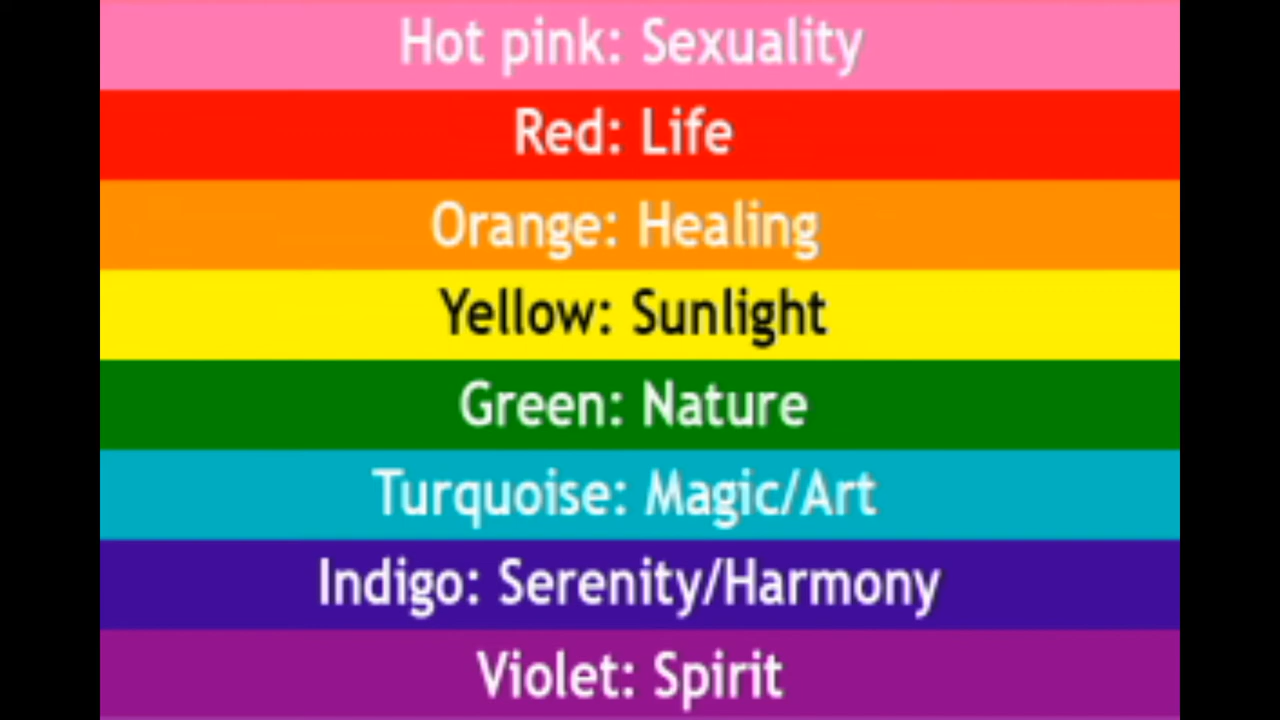 Hot pink: Sexuality
Red: Life
Orange: Healing
Yellow: Sunlight
Green: Nature
Turquoise: Magic/Art
Indigo: Serenity/Harmony
Violet: Spirit